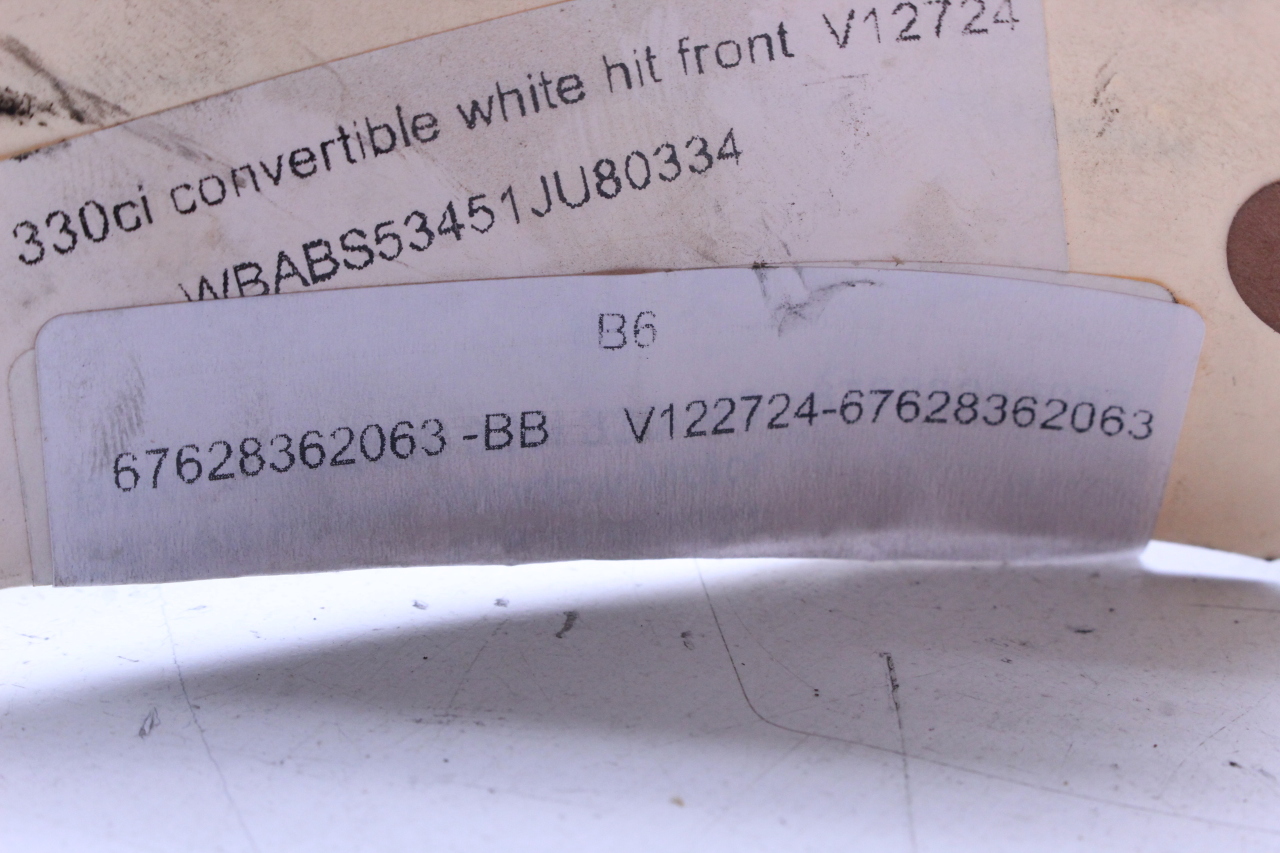 330ci convertible white hit front V12724
WBABS53451JU80334
B6
67628362063 -BB V122724-67628362063